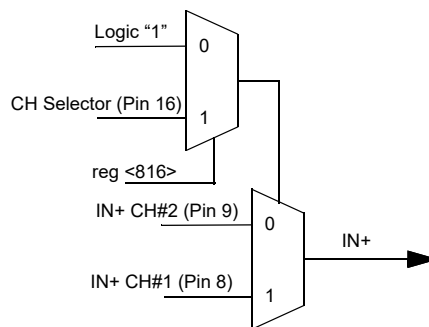 Logic “1”
0
CH Selector (Pin 16)
1
reg <816>
IN+ CH#2 (Pin 9)
0
IN+
IN+ CH#1 (Pin 8)
1